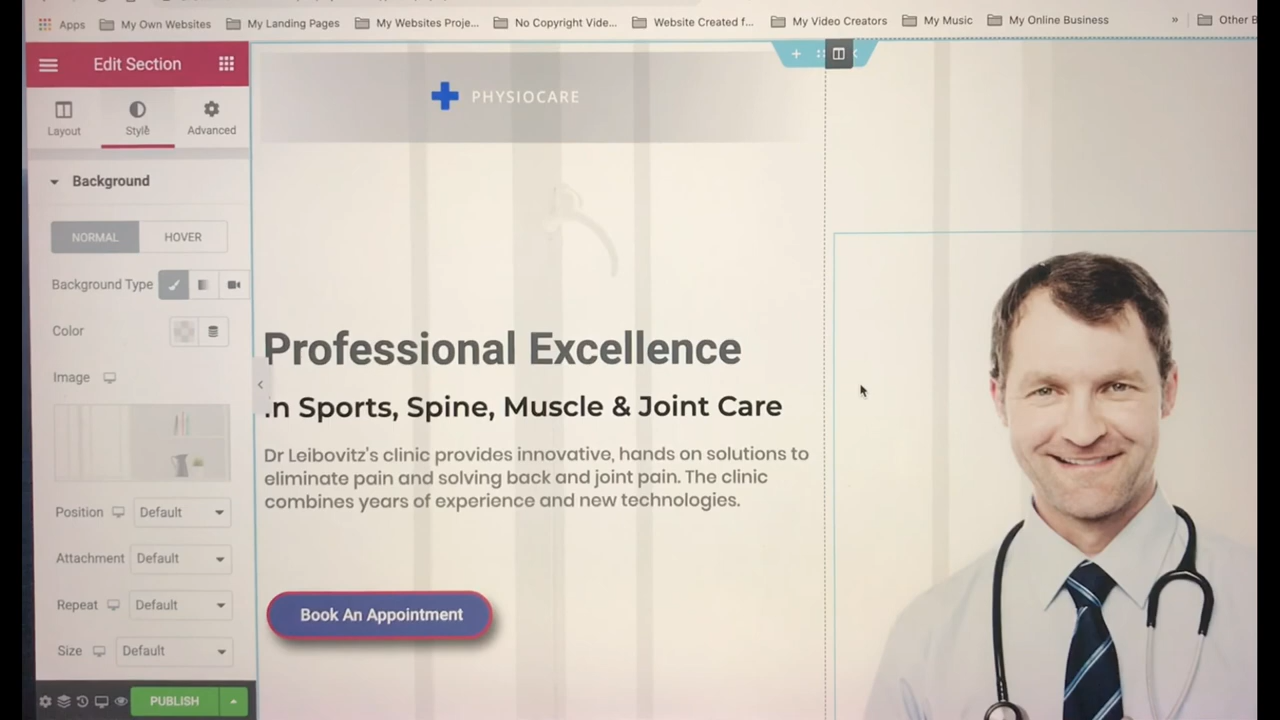 Apps My Own Websites My Landing Pages My Websites Proje... No Copyright Vide... Website Created f... My Video Creators My Music My Online Business » Other B
Edit Section
Layout Style Advanced
Background
NORMAL HOVER
Background Type
Color
Image
Position Default
Attachment Default
Repeat Default
Size Default
PUBLISH
PHYSIOCARE
Professional Excellence
n Sports, Spine, Muscle & Joint Care
Dr Leibovitz's clinic provides innovative, hands on solutions to
eliminate pain and solving back and joint pain. The clinic
combines years of experience and new technologies.
Book An Appointment